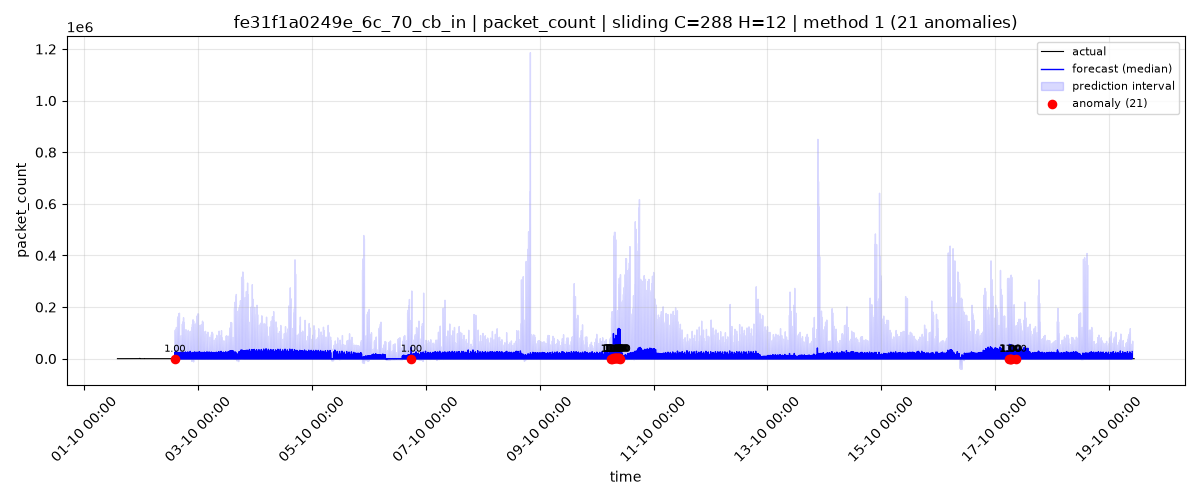 fe31f1a0249e_6c_70_cb_in | packet_count | sliding C=288 H=12 | method 1 (21 anomalies)
1e6
actual
forecast (median)
prediction interval
anomaly (21)
1.2
1.0
0.8
0.6
0.4
0.2
0.0
packet_count
1.00
1.00
01-10 00:00
03-10 00:00
05-10 00:00
07-10 00:00
09-10 00:00
11-10 00:00
13-10 00:00
15-10 00:00
17-10 00:00
19-10 00:00
time